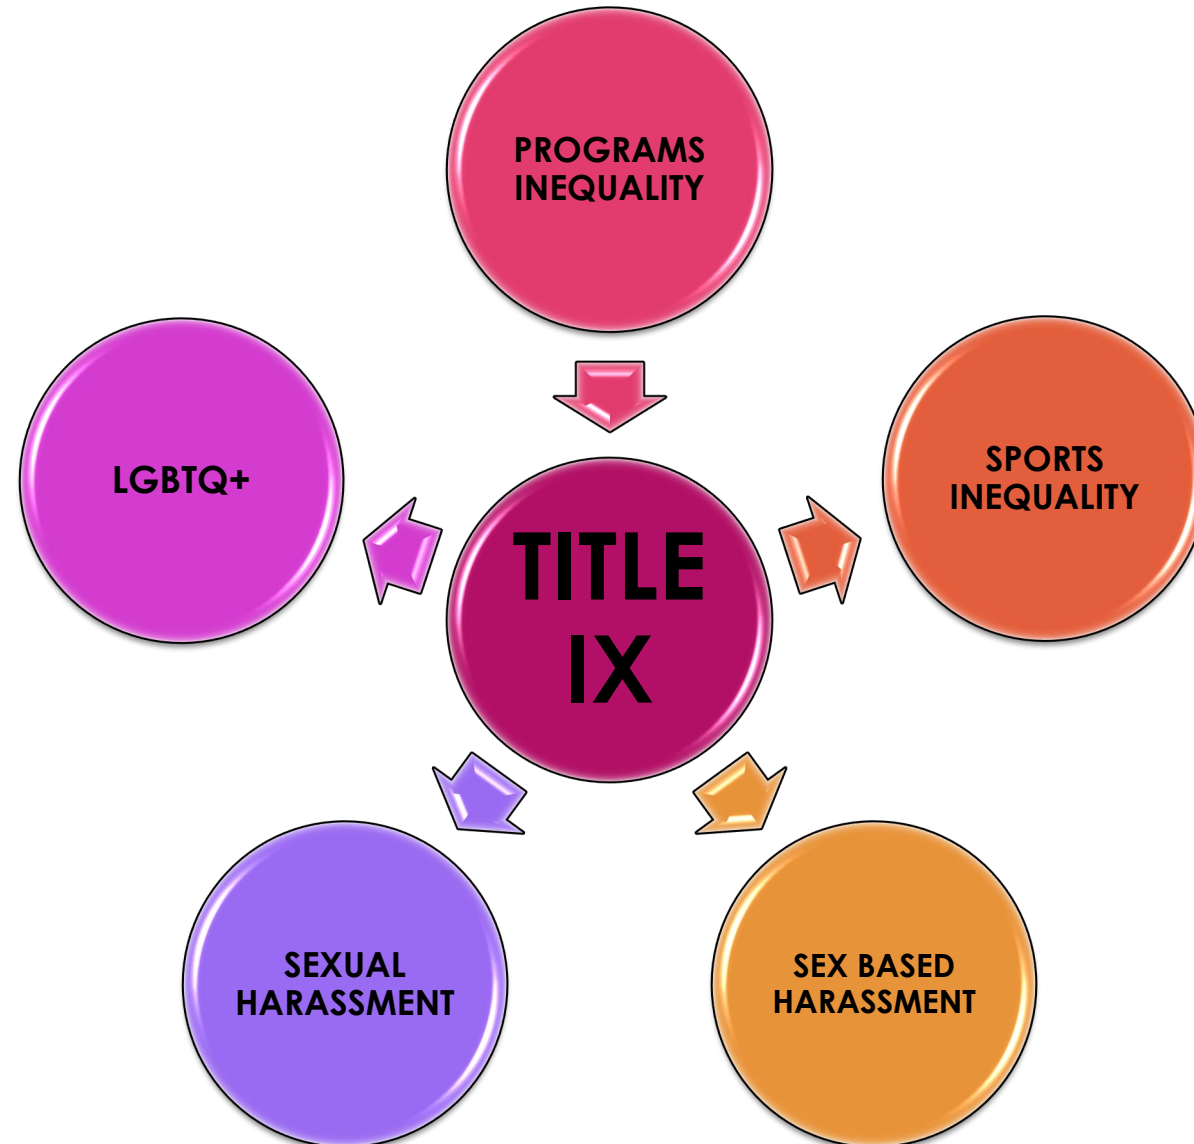 PROGRAMS
INEQUALITY
SPORTS
INEQUALITY
LGBTQ+
TITLE
IX
SEXUAL
HARASSMENT
SEX BASED
HARASSMENT